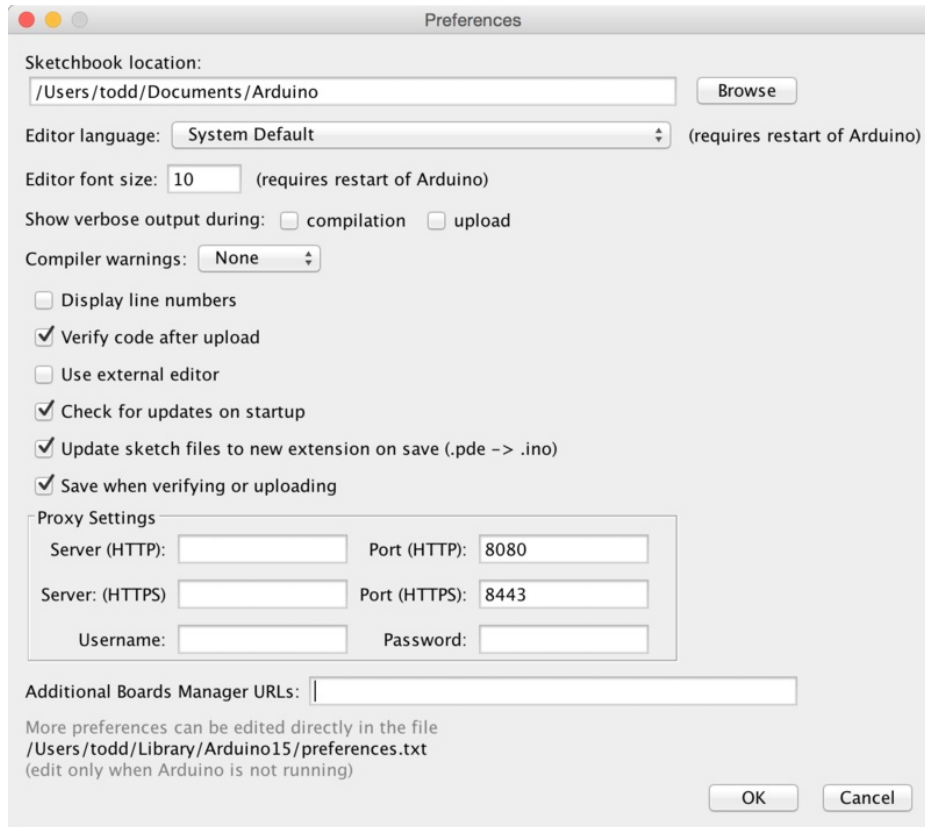 Preferences
Sketchbook location:
/Users/todd/Documents/Arduino Browse
Editor language: System Default (requires restart of Arduino)
Editor font size: 10 (requires restart of Arduino)
Show verbose output during: compilation upload
Compiler warnings: None
Display line numbers
Verify code after upload
Use external editor
Check for updates on startup
Update sketch files to new extension on save (.pde -> .ino)
Save when verifying or uploading
Proxy Settings
Server (HTTP): Port (HTTP): 8080
Server: (HTTPS) Port (HTTPS): 8443
Username: Password:
Additional Boards Manager URLs:
More preferences can be edited directly in the file
/Users/todd/Library/Arduino15/preferences.txt
(edit only when Arduino is not running)
OK Cancel